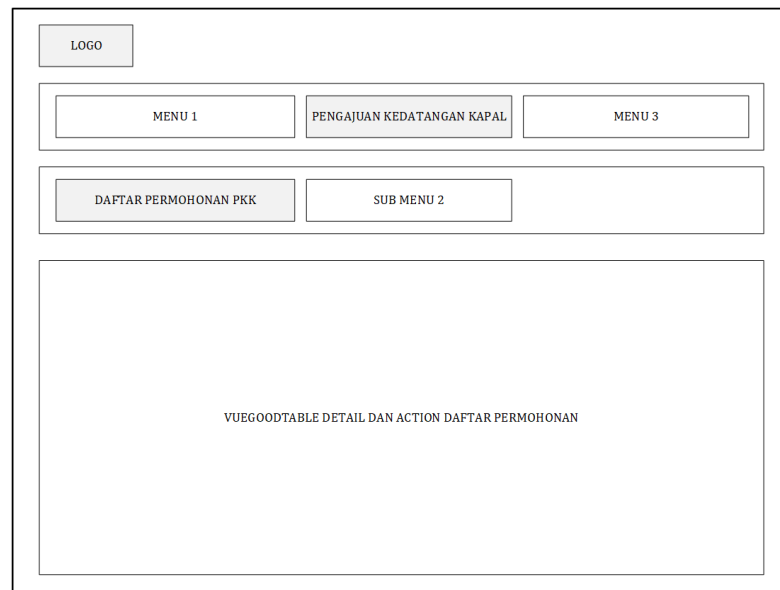 LOGO
MENU 1
PENGAJUAN KEDATANGAN KAPAL
MENU 3
DAFTAR PERMOHONAN PKK
SUB MENU 2
VUEGOODTABLE DETAIL DAN ACTION DAFTAR PERMOHONAN